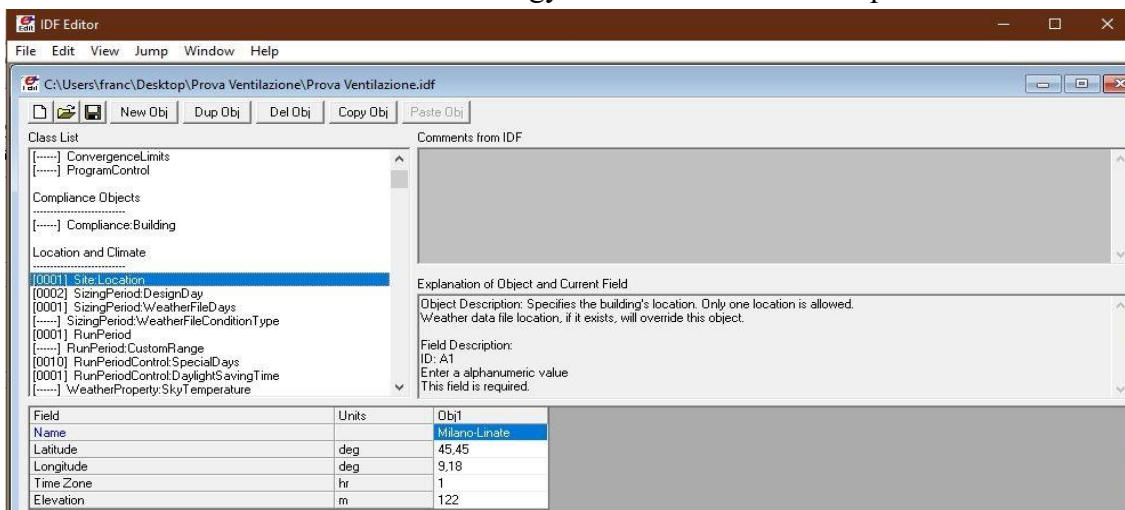 IDF Editor
File Edit View Jump Window Help
C:\Users\franc\Desktop\Prova Ventilazione\Prova Ventilazione.idf
New Obj Dup Obj Del Obj Copy Obj Paste Obj
Class List
[------] ConvergenceLimits
[------] ProgramControl
Compliance Objects
--------------------------
[------] Compliance:Building
Location and Climate
--------------------------
[0001] Site:Location
[0002] SizingPeriod:DesignDay
[0001] SizingPeriod:WeatherFileDays
[------] SizingPeriod:WeatherFileConditionType
[0001] RunPeriod
[------] RunPeriod:CustomRange
[0010] RunPeriodControl:SpecialDays
[0001] RunPeriodControl:DaylightSavingTime
[------] WeatherProperty:SkyTemperature
Comments from IDF
Explanation of Object and Current Field
Object Description: Specifies the building's location. Only one location is allowed.
Weather data file location, if it exists, will override this object.
Field Description:
ID: A1
Enter a alphanumeric value
This field is required.
Field Units Obj1
Name Milano-Linate
Latitude deg 45,45
Longitude deg 9,18
Time Zone hr 1
Elevation m 122